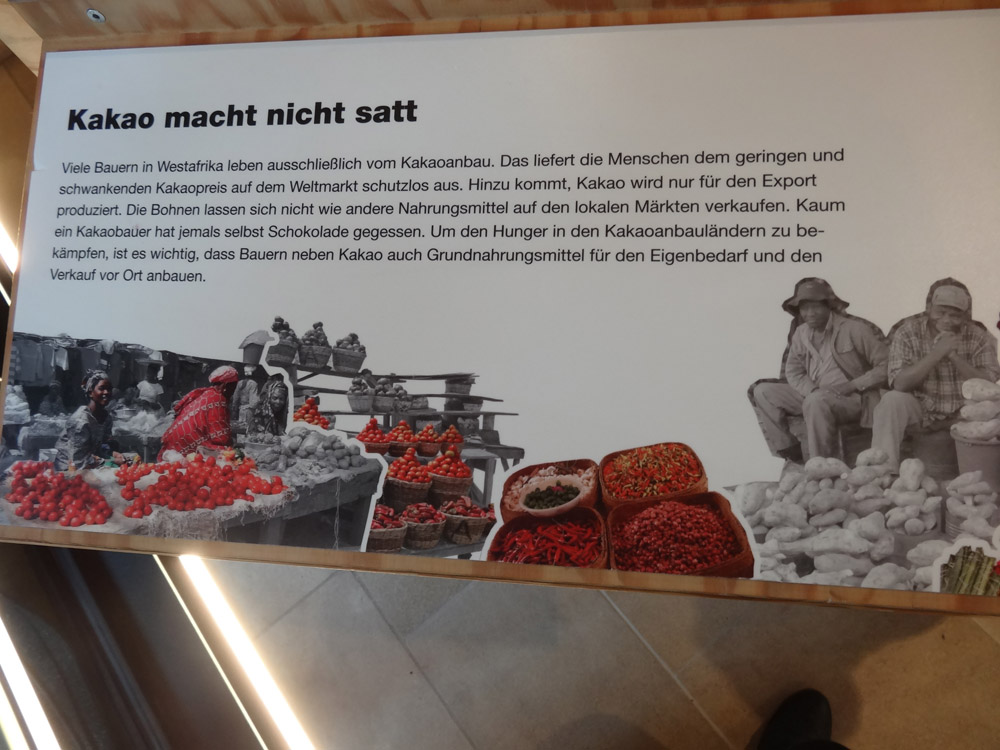 Kakao macht nicht satt
Viele Bauern in Westafrika leben ausschließlich vom Kakaoanbau. Das liefert die Menschen dem geringen und
schwankenden Kakaopreis auf dem Weltmarkt schutzlos aus. Hinzu kommt, Kakao wird nur für den Export
produziert. Die Bohnen lassen sich nicht wie andere Nahrungsmittel auf den lokalen Märkten verkaufen. Kaum
ein Kakaobauer hat jemals selbst Schokolade gegessen. Um den Hunger in den Kakaoanbauländern zu be-
kämpfen, ist es wichtig, dass Bauern neben Kakao auch Grundnahrungsmittel für den Eigenbedarf und den
Verkauf vor Ort anbauen.